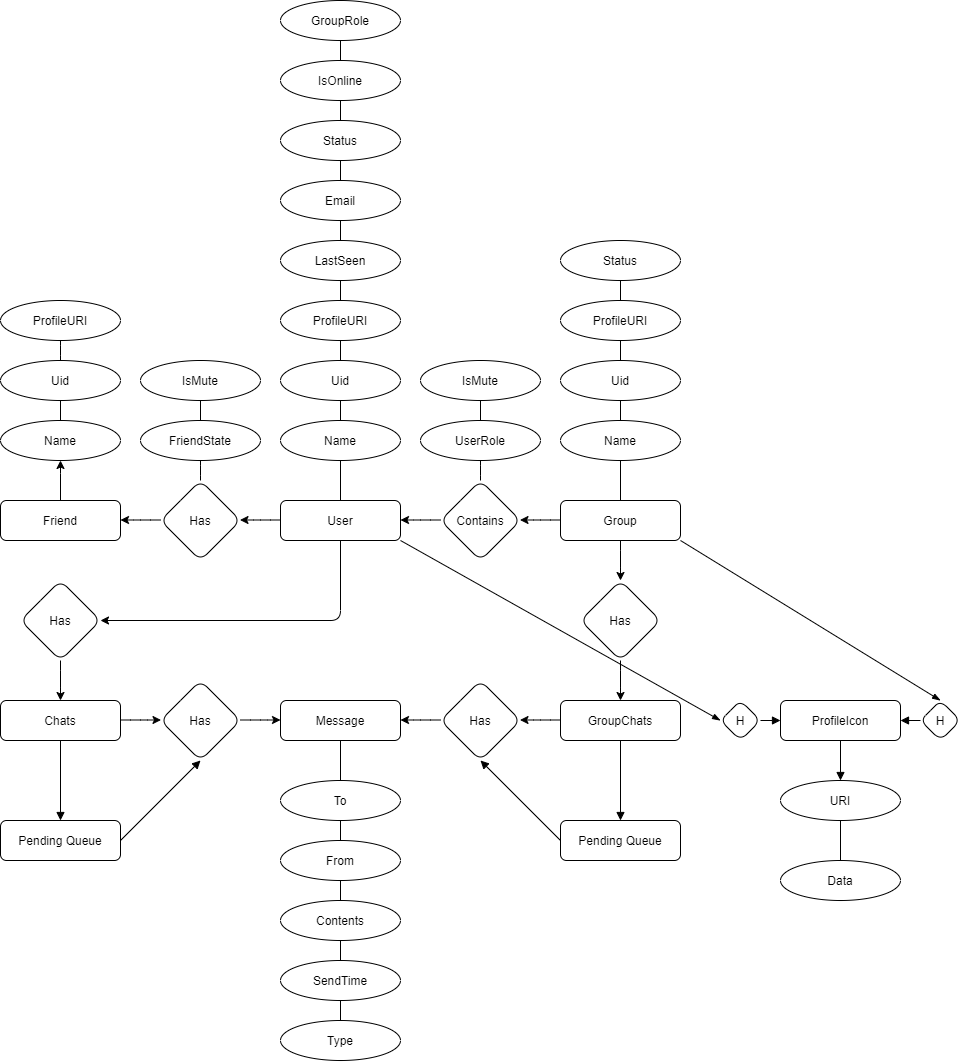 GroupRole
IsOnline
Status
Email
LastSeen
Status
ProfileURI
ProfileURI
ProfileURI
Uid
IsMute
Uid
IsMute
Uid
Name
FriendState
Name
UserRole
Name
Friend
Has
User
Contains
Group
Has
Has
Chats
Has
Message
Has
GroupChats
H
ProfileIcon
H
To
URI
Pending Queue
Pending Queue
From
Data
Contents
SendTime
Type